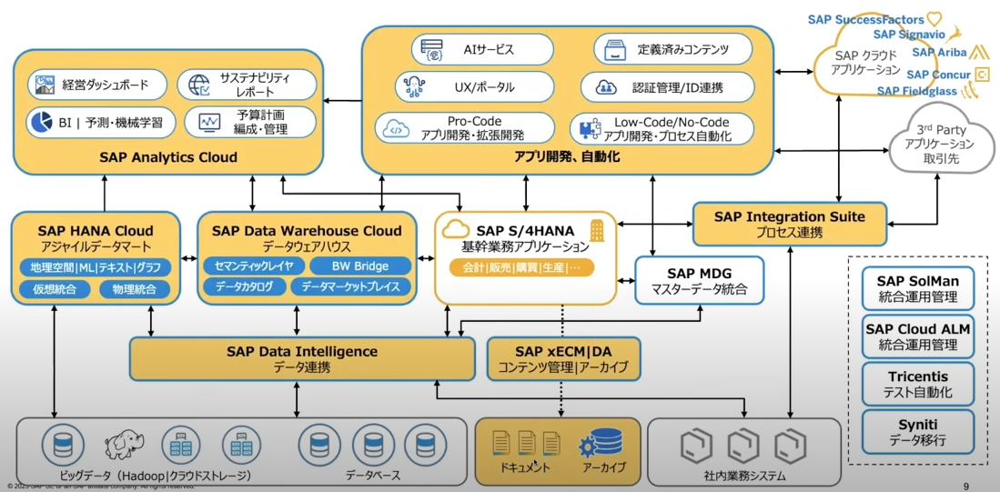 SAP SuccessFactors
SAP Signavio
SAP Ariba
SAP Concur
SAP Fieldglass
SAP クラウド
アプリケーション
AIサービス
定義済みコンテンツ
UX/ポータル
認証管理/ID連携
Pro-Code
アプリ開発・拡張開発
Low-Code/No-Code
アプリ開発・プロセス自動化
アプリ開発、自動化
経営ダッシュボード
サステナビリティ
レポート
BI | 予測・機械学習
予算計画
編成・管理
SAP Analytics Cloud
3rd Party
アプリケーション
取引先
SAP HANA Cloud
アジャイルデータマート
地理空間|ML|テキスト|グラフ
仮想統合
物理統合
SAP Data Warehouse Cloud
データウェアハウス
セマンティックレイヤ
BW Bridge
データカタログ
データマーケットプレイス
SAP S/4HANA
基幹業務アプリケーション
会計|販売|購買|生産|…
SAP Integration Suite
プロセス連携
SAP MDG
マスターデータ統合
SAP SolMan
統合運用管理
SAP Cloud ALM
統合運用管理
Tricentis
テスト自動化
Syniti
データ移行
SAP Data Intelligence
データ連携
SAP xECM|DA
コンテンツ管理|アーカイブ
ビッグデータ（Hadoop|クラウドストレージ）
データベース
ドキュメント
アーカイブ
社内業務システム
© 2023 SAP SE or an SAP affiliate company. All rights reserved.
9